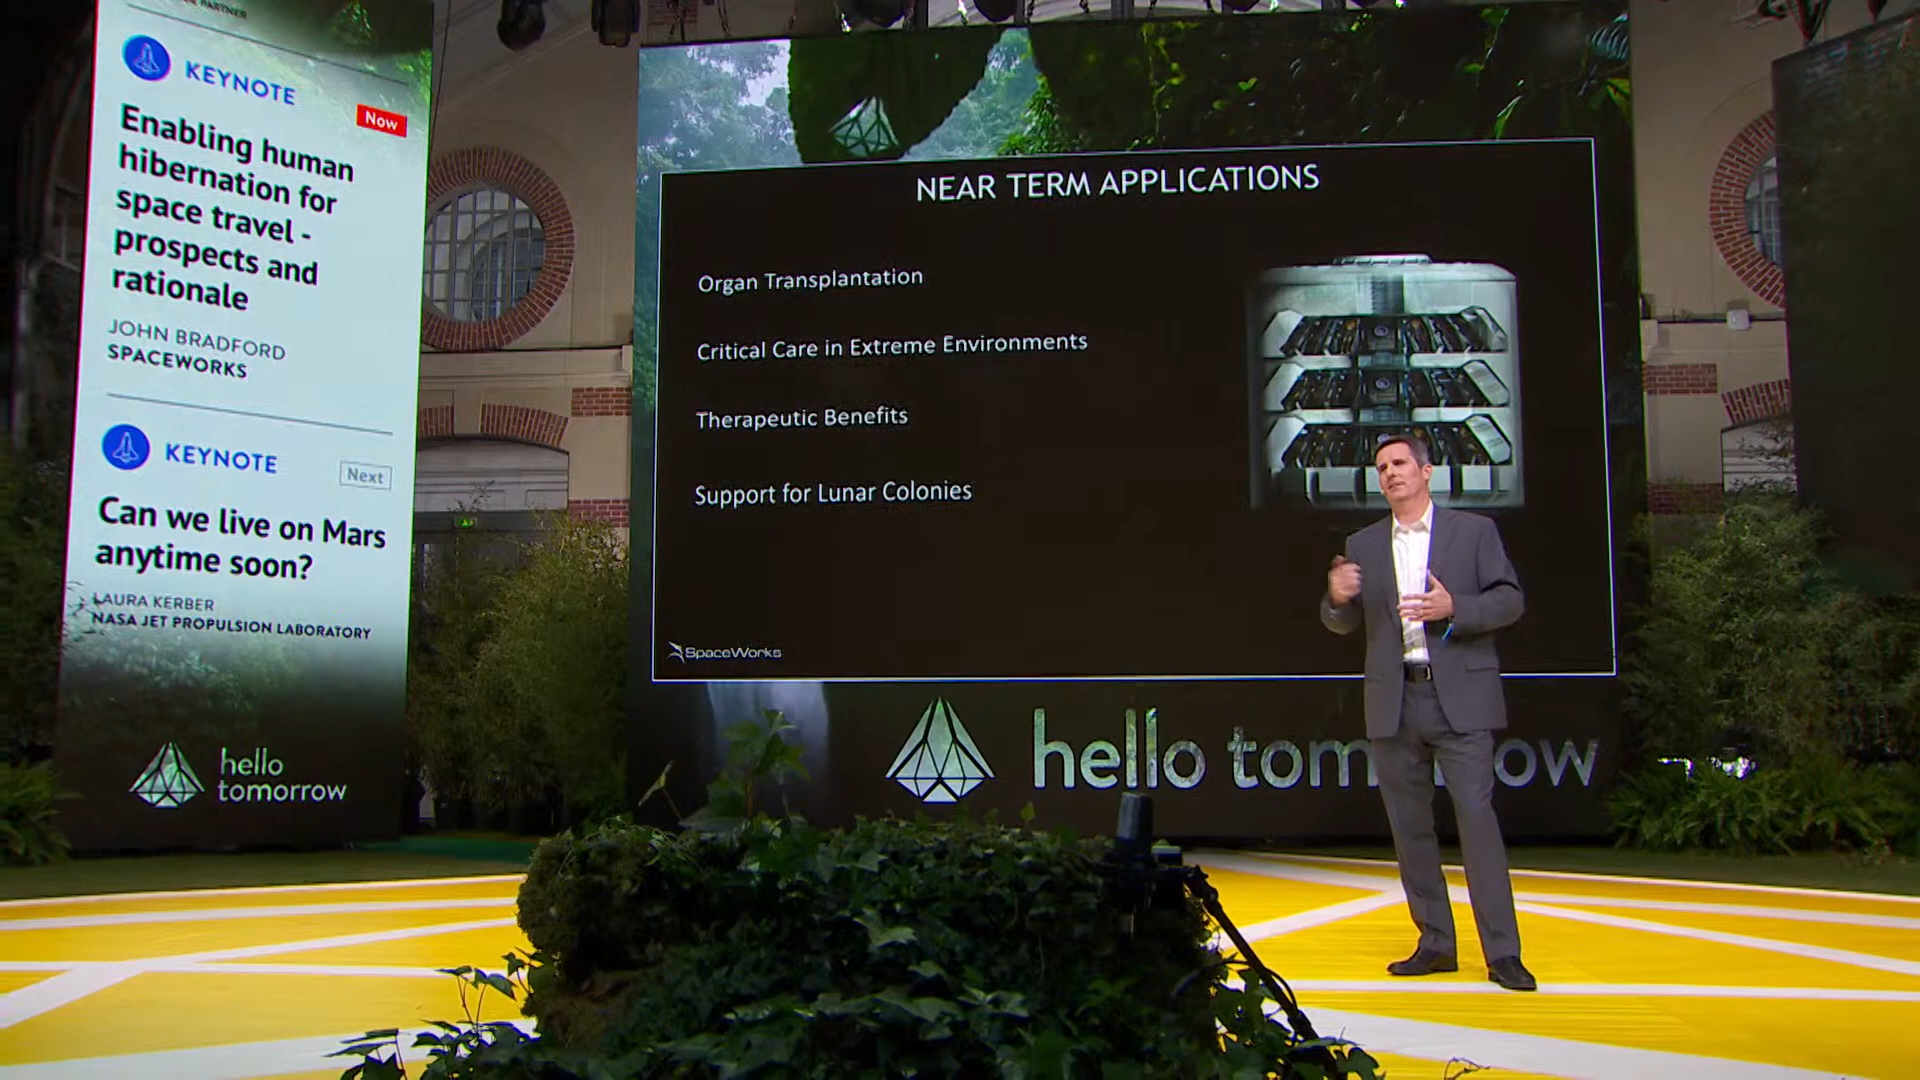 PARTNER
KEYNOTE
Now
Enabling human
hibernation for
space travel -
prospects and
rationale
JOHN BRADFORD
SPACEWORKS
KEYNOTE
Next
Can we live on Mars
anytime soon?
LAURA KERBER
NASA JET PROPULSION LABORATORY
hello
tomorrow
NEAR TERM APPLICATIONS
Organ Transplantation
Critical Care in Extreme Environments
Therapeutic Benefits
Support for Lunar Colonies
SpaceWorks
hello tom ow